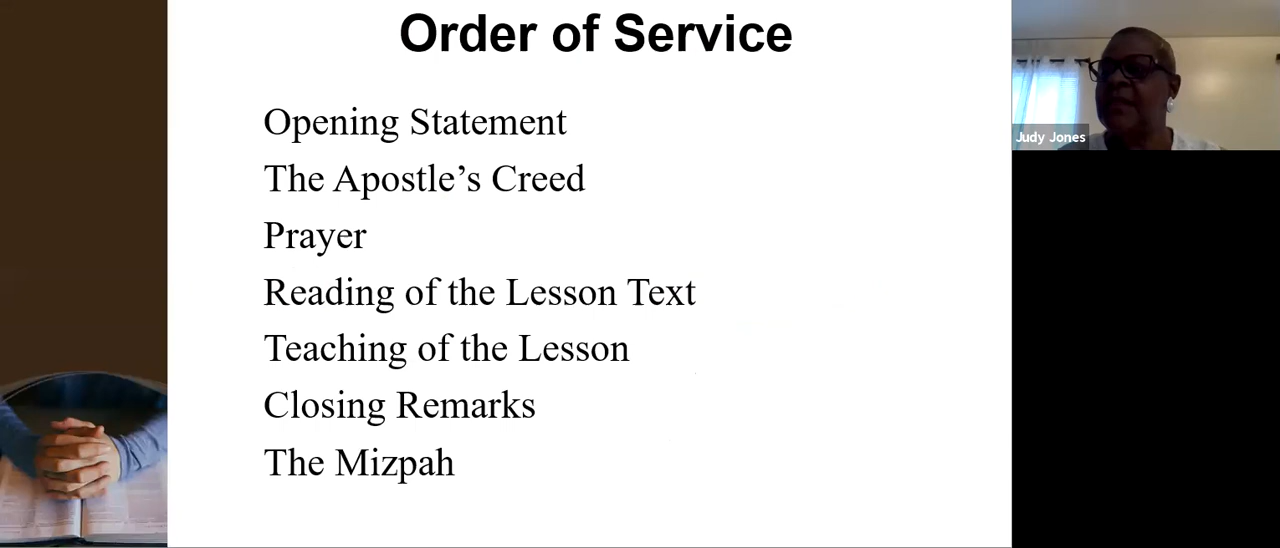 Order of Service
Opening Statement
The Apostle’s Creed
Prayer
Reading of the Lesson Text
Teaching of the Lesson
Closing Remarks
The Mizpah
Judy Jones